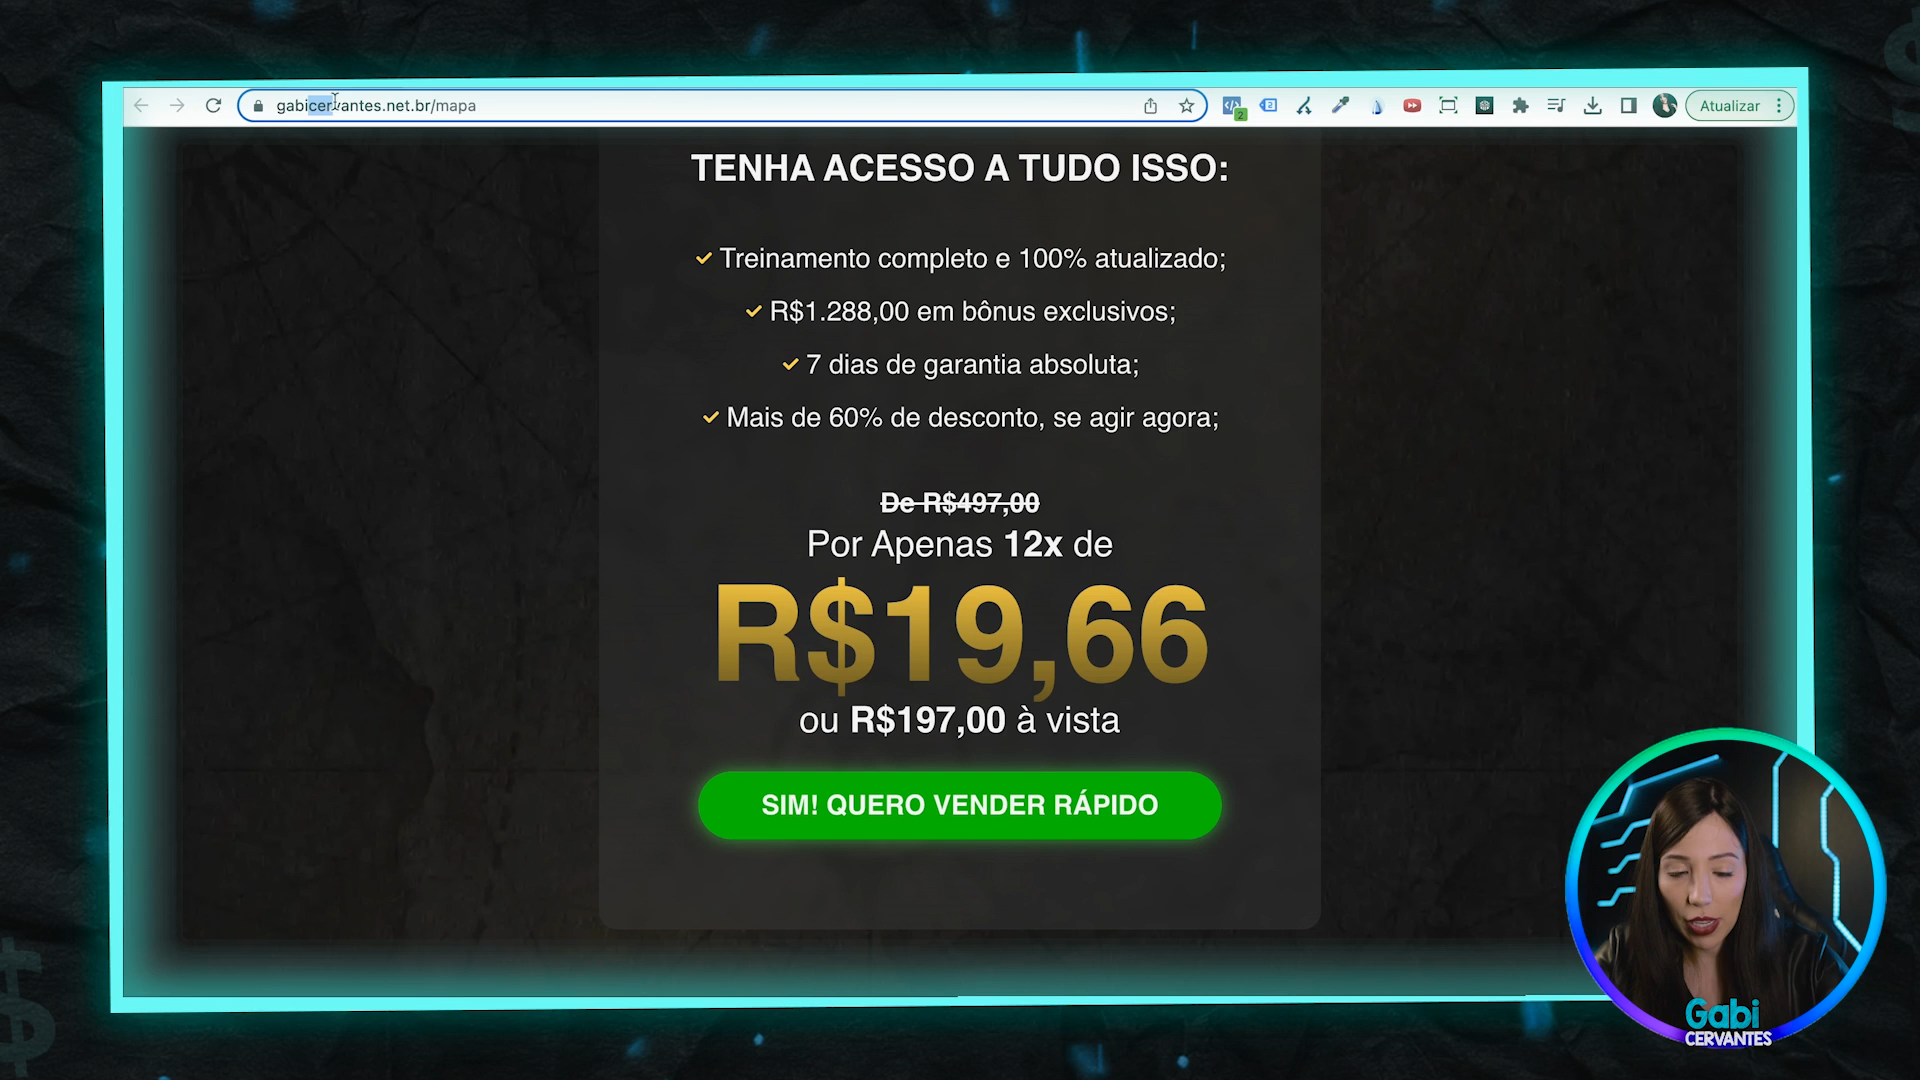 gabicervantes.net.br/mapa
2
Atualizar
TENHA ACESSO A TUDO ISSO:
Treinamento completo e 100% atualizado;
R$1.288,00 em bônus exclusivos;
7 dias de garantia absoluta;
Mais de 60% de desconto, se agir agora;
De R$497,00
Por Apenas 12x de
R$19,66
ou R$197,00 à vista
SIM! QUERO VENDER RÁPIDO
Gabi
CERVANTES